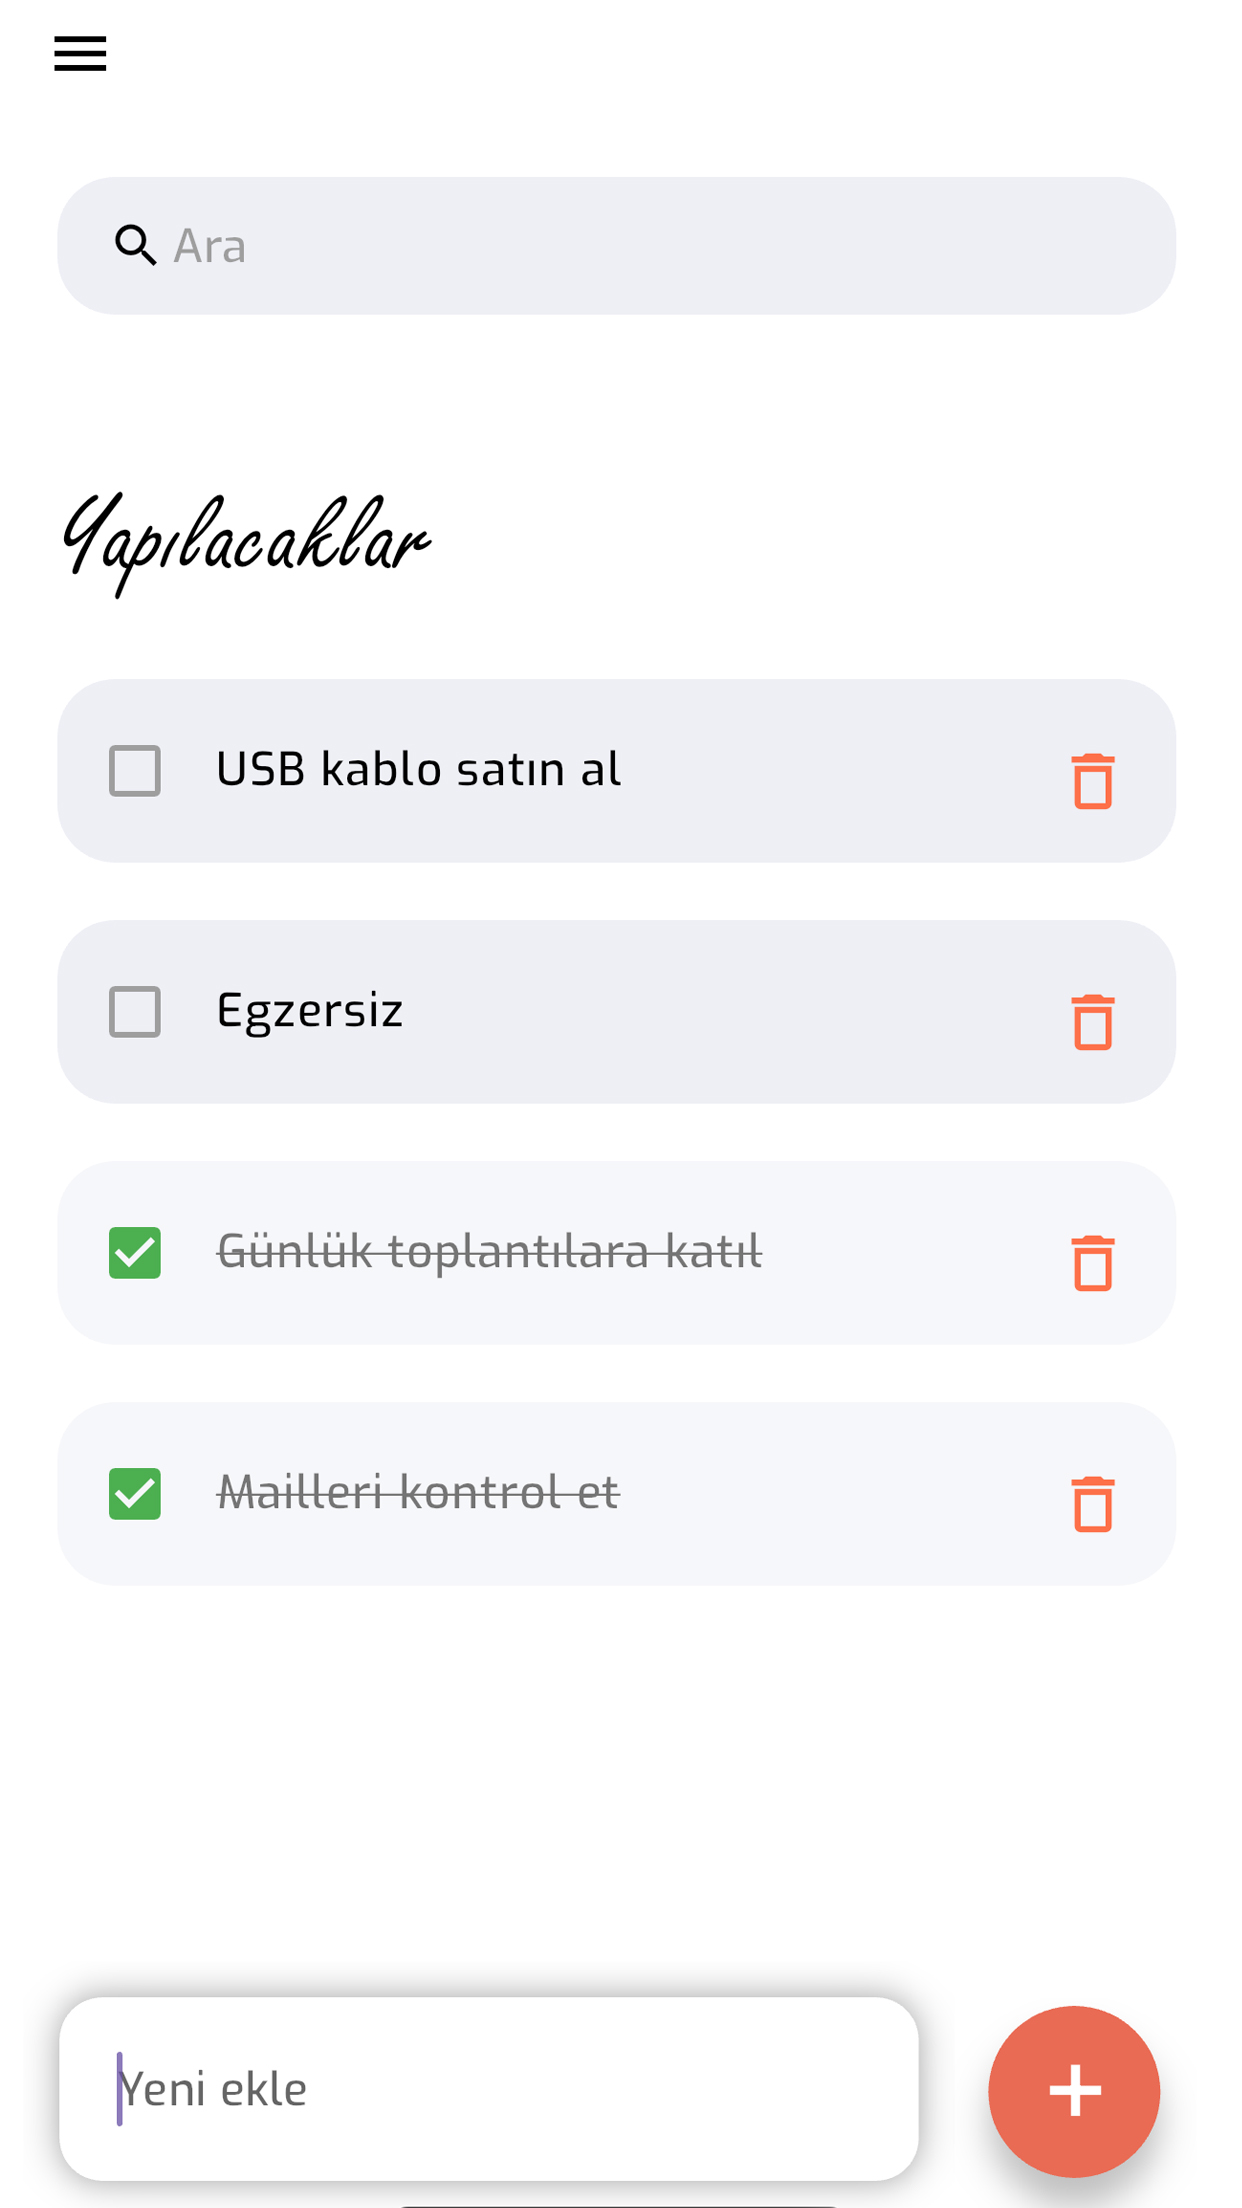 Ara
Yapılacaklar
USB kablo satın al
Egzersiz
Günlük toplantılara katıl
Mailleri kontrol et
Yeni ekle